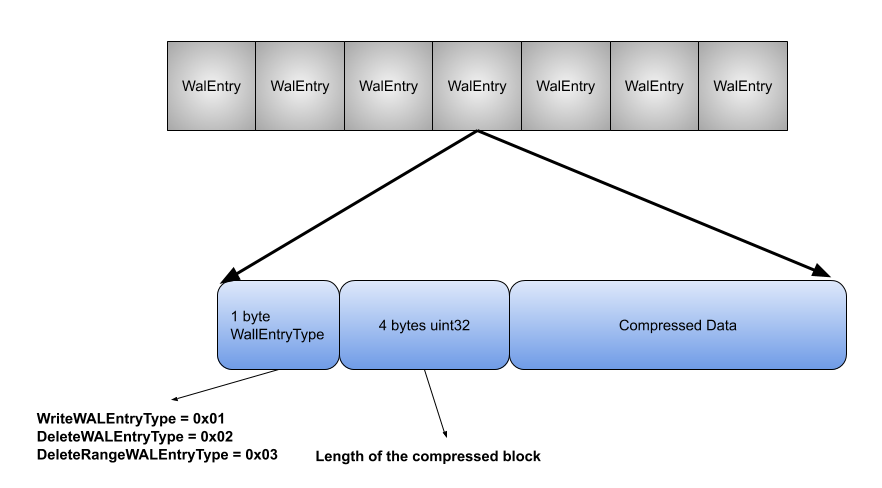 WalEntry
WalEntry
WalEntry
WalEntry
WalEntry
WalEntry
WalEntry
1 byte
WallEntryType
4 bytes uint32
Compressed Data
WriteWALEntryType = 0x01
DeleteWALEntryType = 0x02
DeleteRangeWALEntryType = 0x03
Length of the compressed block